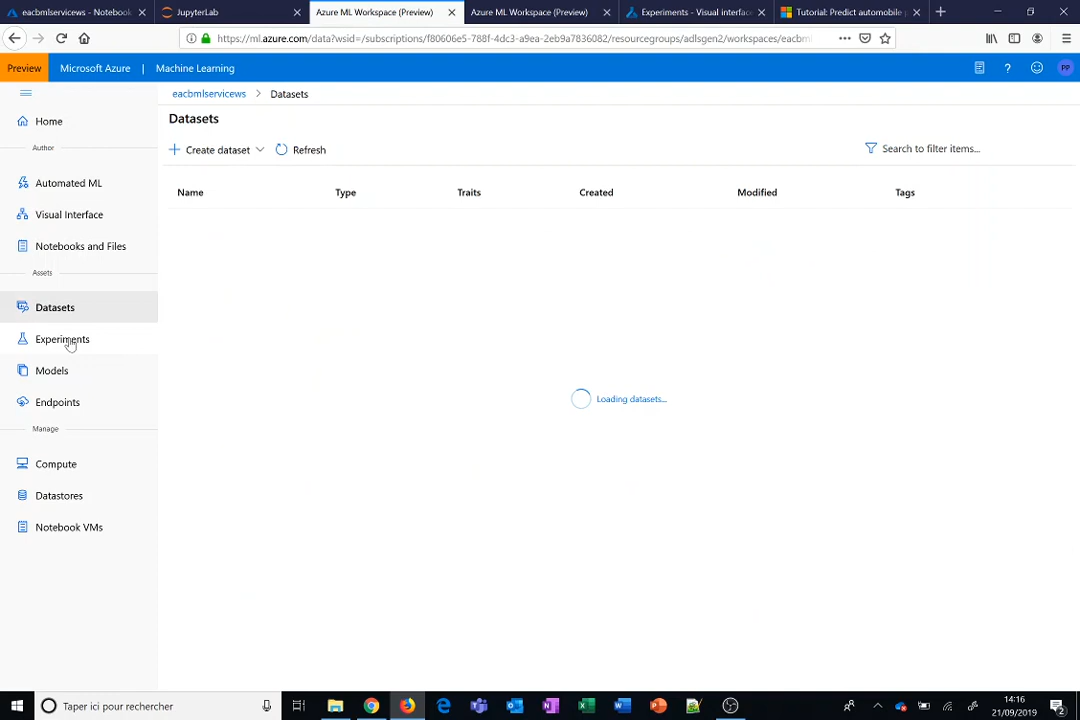 eacbmlservicews - Notebook
JupyterLab
Azure ML Workspace (Preview)
Azure ML Workspace (Preview)
Experiments - Visual interface
Tutorial: Predict automobile
https://ml.azure.com/data?wsid=/subscriptions/f80606e5-788f-4dc3-a9ea-2eb9a7836082/resourcegroups/adlsgen2/workspaces/eacbml
Preview
Microsoft Azure | Machine Learning
PP
eacbmlservicews > Datasets
Home
Datasets
Author
Create dataset
Refresh
Search to filter items...
Automated ML
Name
Type
Traits
Created
Modified
Tags
Visual Interface
Notebooks and Files
Assets
Datasets
Experiments
Models
Loading datasets...
Endpoints
Manage
Compute
Datastores
Notebook VMs
Taper ici pour rechercher
14:16
21/09/2019
2